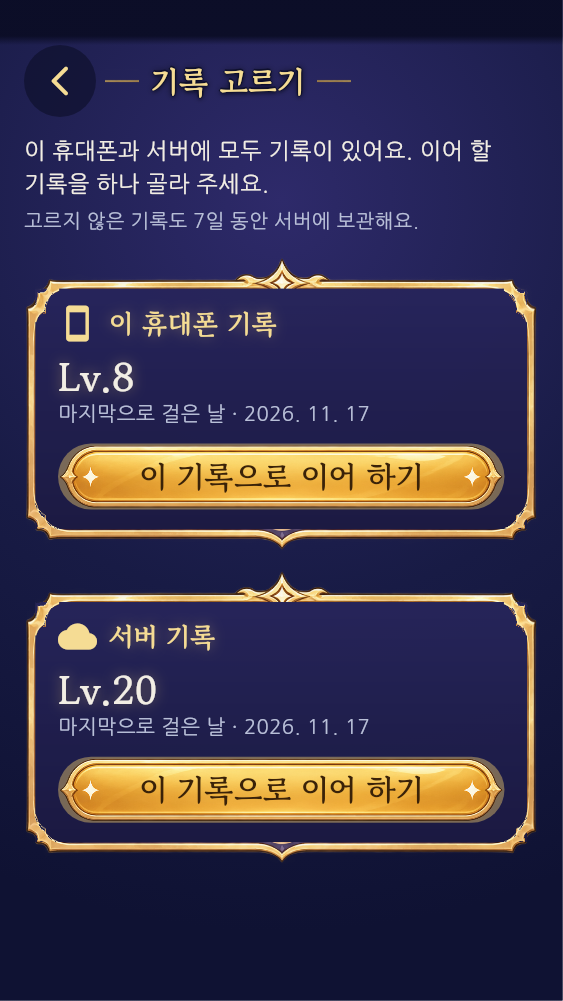 기록 고르기
이 휴대폰과 서버에 모두 기록이 있어요. 이어 할
기록을 하나 골라 주세요.
고르지 않은 기록도 7일 동안 서버에 보관해요.
이 휴대폰 기록
Lv.8
마지막으로 걸은 날 · 2026. 11. 17
이 기록으로 이어 하기
서버 기록
Lv.20
마지막으로 걸은 날 · 2026. 11. 17
이 기록으로 이어 하기